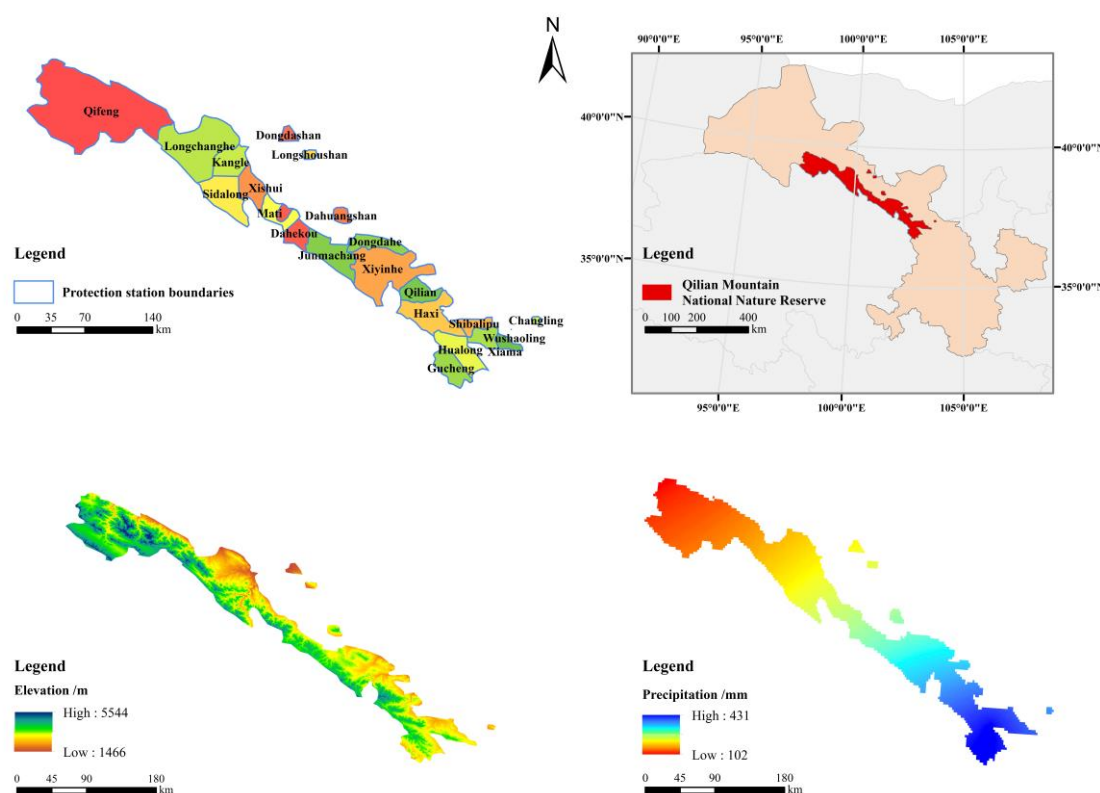 N
Qifeng
Dongdashan
Longchanghe
Longshoushan
Kangle
Xishui
Sidalong
Mati
Dahuangshan
Dahekou
Dongdahe
Junmachang
Xiyinhe
Qilian
Haxi
Shibalipu
Changling
Wushaoling
Hualong
Xiama
Gucheng
Legend
Protection station boundaries
0 35 70 140
km
90°0'0"E 95°0'0"E 100°0'0"E 105°0'0"E
40°0'0"N
40°0'0"N
35°0'0"N
35°0'0"N
Legend
Qilian Mountain
National Nature Reserve
0 100 200 400
km
95°0'0"E 100°0'0"E 105°0'0"E
Legend
Elevation /m
High : 5544
Low : 1466
0 45 90 180
km
Legend
Precipitation /mm
High : 431
Low : 102
0 45 90 180
km